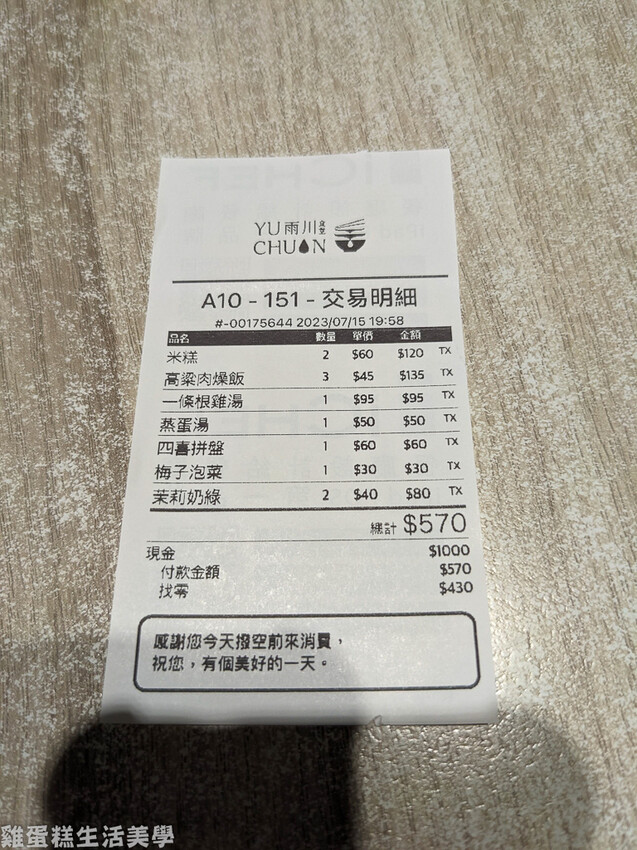 YU 雨川 食堂
CHUAN
A10 - 151 - 交易明細
#-00175644 2023/07/15 19:58
品名 數量 單價 金額
米糕 2 $60 $120 TX
高粱肉燥飯 3 $45 $135 TX
一條根雞湯 1 $95 $95 TX
蒸蛋湯 1 $50 $50 TX
四喜拼盤 1 $60 $60 TX
梅子泡菜 1 $30 $30 TX
茉莉奶綠 2 $40 $80 TX
總計 $570
現金 $1000
付款金額 $570
找零 $430
感謝您今天撥空前來消費，
祝您，有個美好的一天。
雞蛋糕生活美學